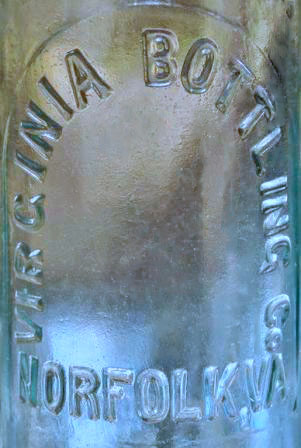 VIRGINIA BOTTLING Co.
NORFOLK, VA.